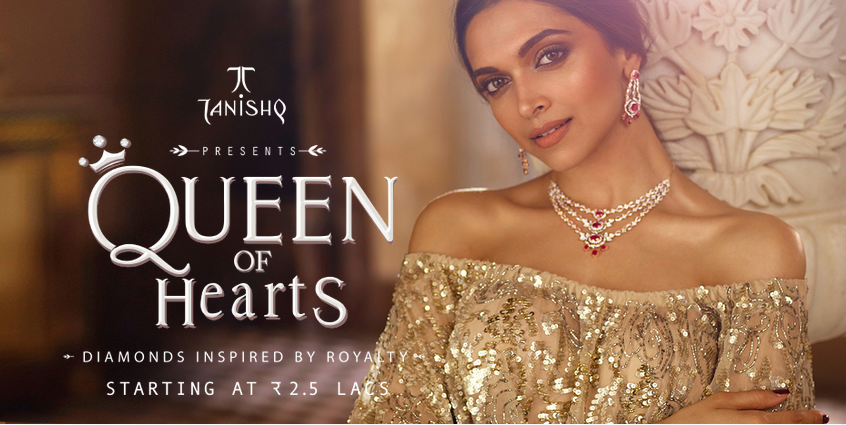 TANISHQ
PRESENTS
QUEEN
OF
HeartS
DIAMONDS INSPIRED BY ROYALTY
STARTING AT ₹2.5 LACS